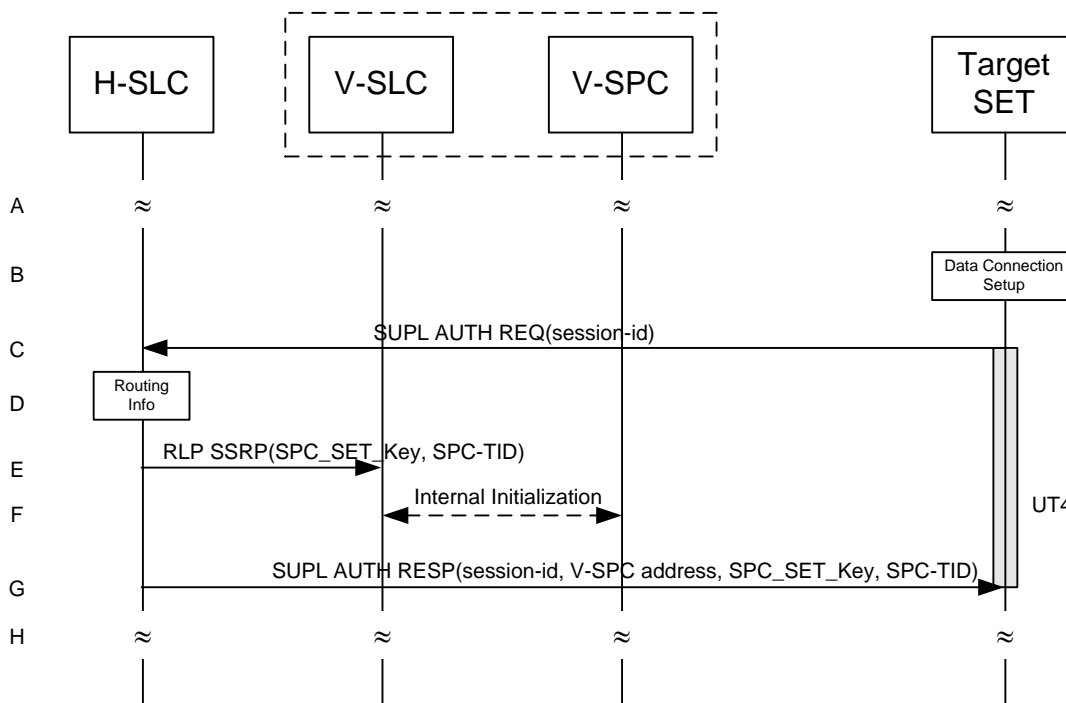 H-SLC
V-SLC
V-SPC
Target
SET
A
≈ ≈ ≈ ≈
B
Data Connection
Setup
SUPL AUTH REQ(session-id)
C
Routing
Info
D
RLP SSRP(SPC_SET_Key, SPC-TID)
E
Internal Initialization
F
UT4
SUPL AUTH RESP(session-id, V-SPC address, SPC_SET_Key, SPC-TID)
G
H
≈ ≈ ≈ ≈